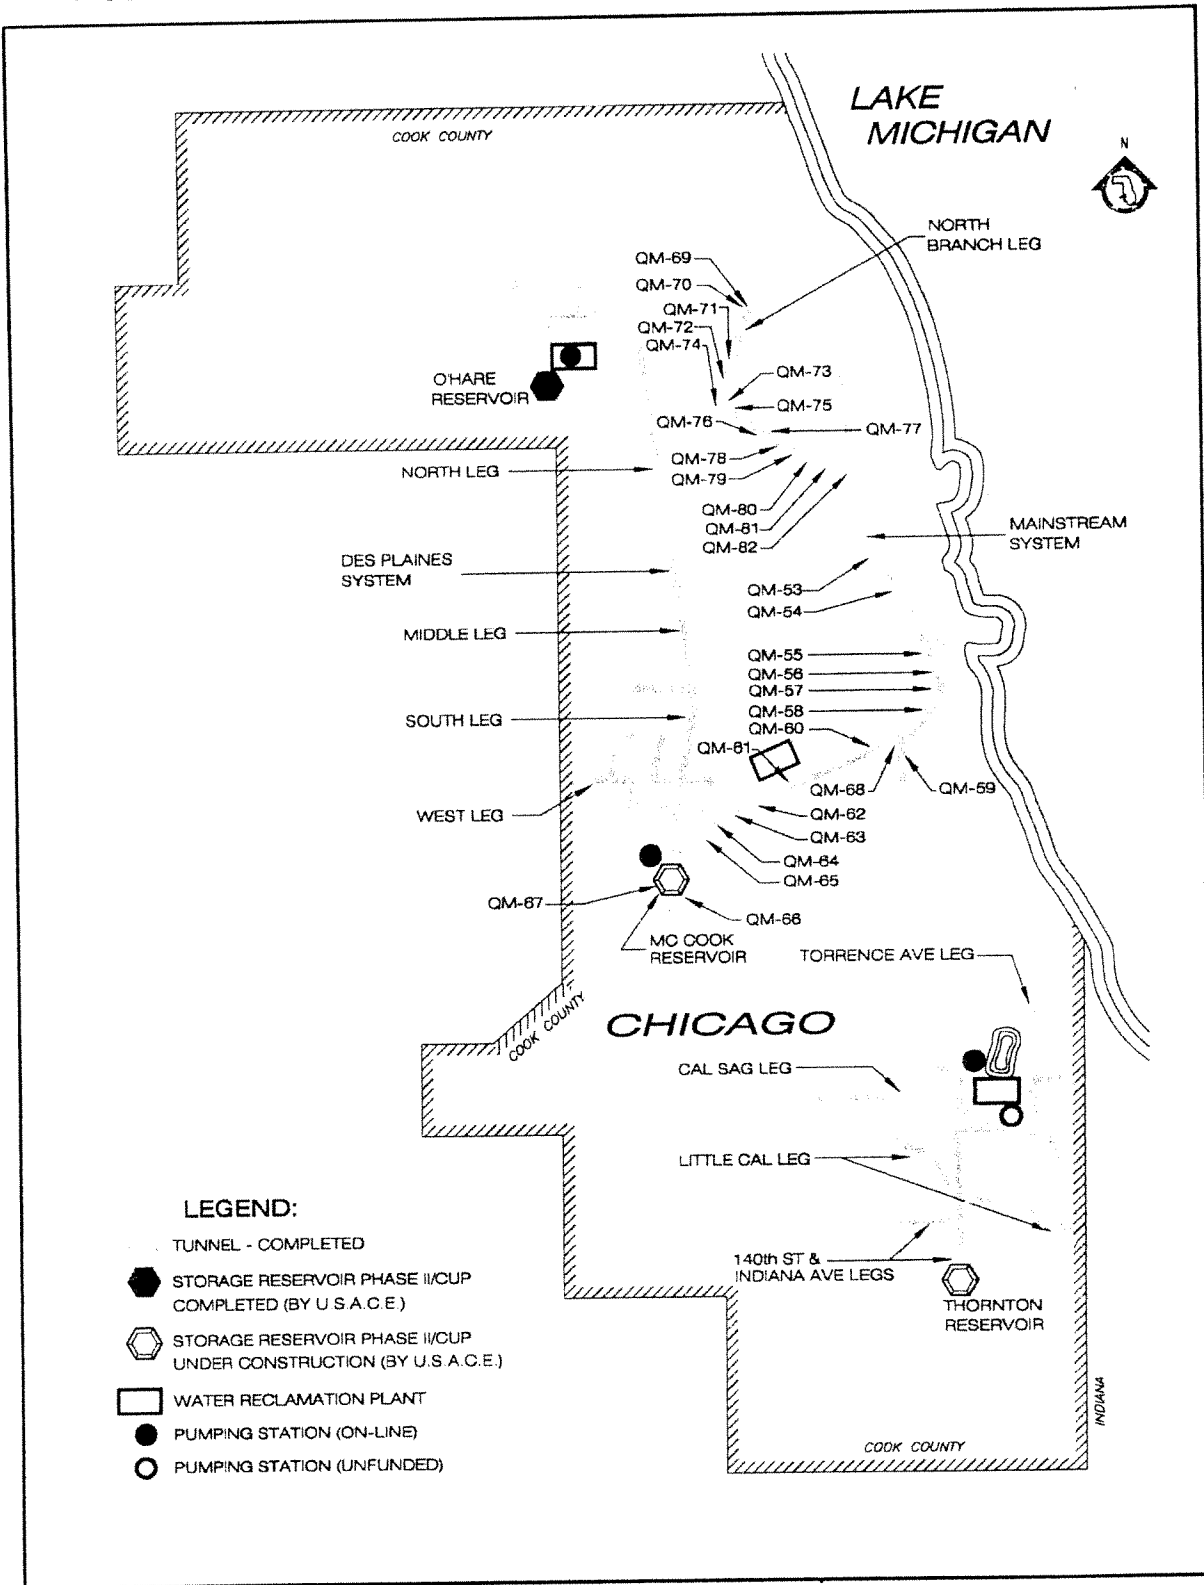 LAKE
MICHIGAN
COOK COUNTY
N
NORTH
BRANCH LEG
QM-69
QM-70
QM-71
QM-72
QM-74
QM-73
O'HARE
RESERVOIR
QM-75
QM-76
QM-77
NORTH LEG
QM-78
QM-79
QM-80
QM-81
QM-82
MAINSTREAM
SYSTEM
DES PLAINES
SYSTEM
QM-53
QM-54
MIDDLE LEG
QM-55
QM-56
QM-57
QM-58
SOUTH LEG
QM-60
QM-61
QM-68
QM-59
WEST LEG
QM-62
QM-63
QM-64
QM-65
QM-67
QM-66
MC COOK
RESERVOIR
TORRENCE AVE LEG
COOK COUNTY
CHICAGO
CAL SAG LEG
LITTLE CAL LEG
140th ST &
INDIANA AVE LEGS
THORNTON
RESERVOIR
INDIANA
COOK COUNTY
LEGEND:
TUNNEL - COMPLETED
STORAGE RESERVOIR PHASE II/CUP
COMPLETED (BY U.S.A.C.E.)
STORAGE RESERVOIR PHASE II/CUP
UNDER CONSTRUCTION (BY U.S.A.C.E.)
WATER RECLAMATION PLANT
PUMPING STATION (ON-LINE)
PUMPING STATION (UNFUNDED)